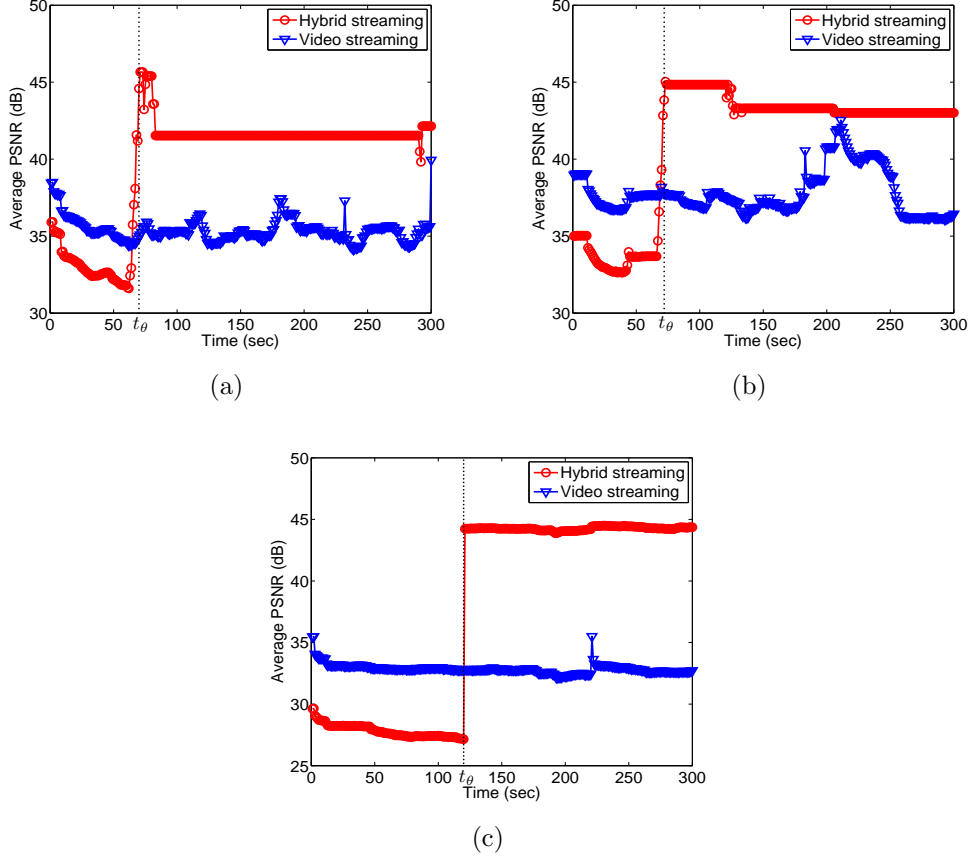 50
45
40
35
30
Average PSNR (dB)
Hybrid streaming
Video streaming
0 50 100 150 200 250 300
t_θ
Time (sec)
(a)
50
45
40
35
30
Average PSNR (dB)
Hybrid streaming
Video streaming
0 50 100 150 200 250 300
t_θ
Time (sec)
(b)
50
45
40
35
30
25
Average PSNR (dB)
Hybrid streaming
Video streaming
0 50 100 150 200 250 300
t_θ
Time (sec)
(c)